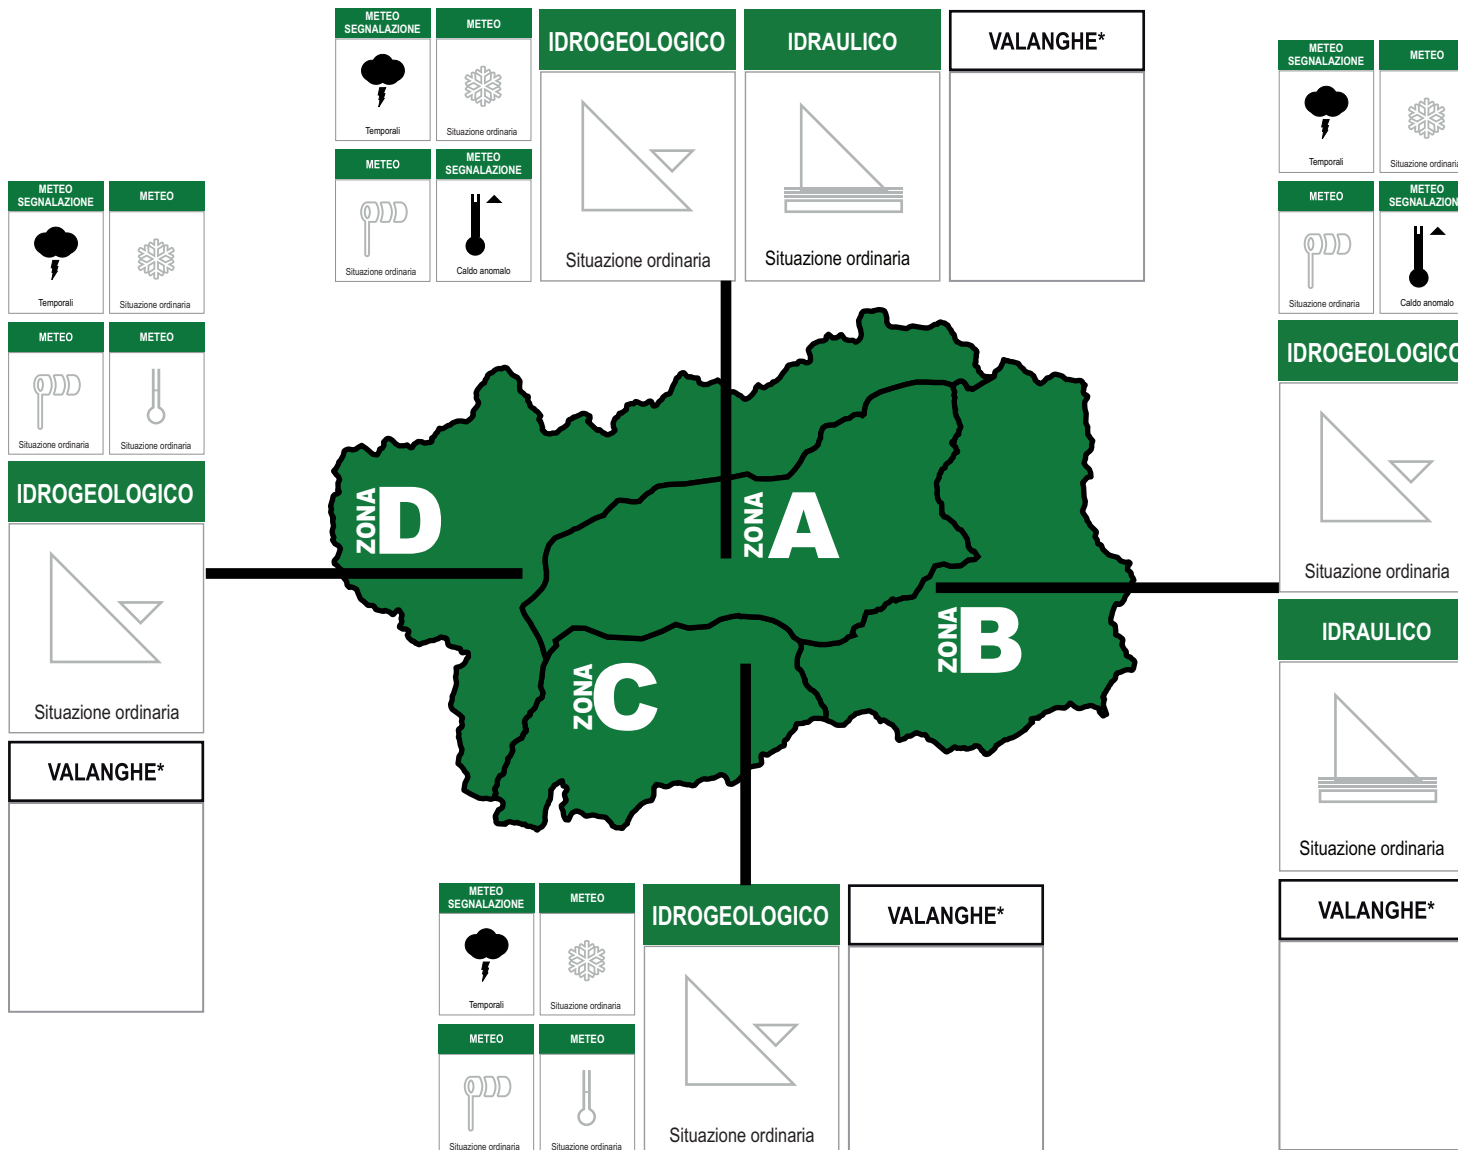 METEO
SEGNALAZIONE
METEO
Temporali
Situazione ordinaria
METEO
METEO
SEGNALAZIONE
Situazione ordinaria
Caldo anomalo
IDROGEOLOGICO
Situazione ordinaria
IDRAULICO
Situazione ordinaria
VALANGHE*
METEO
SEGNALAZIONE
METEO
Temporali
Situazione ordinaria
METEO
METEO
Situazione ordinaria
Situazione ordinaria
IDROGEOLOGICO
Situazione ordinaria
VALANGHE*
ZONA D
ZONA A
ZONA B
ZONA C
METEO
SEGNALAZIONE
METEO
Temporali
Situazione ordinaria
METEO
METEO
SEGNALAZION
Situazione ordinaria
Caldo anomalo
IDROGEOLOGICO
Situazione ordinaria
IDRAULICO
Situazione ordinaria
VALANGHE*
METEO
SEGNALAZIONE
METEO
Temporali
Situazione ordinaria
METEO
METEO
Situazione ordinaria
Situazione ordinaria
IDROGEOLOGICO
Situazione ordinaria
VALANGHE*